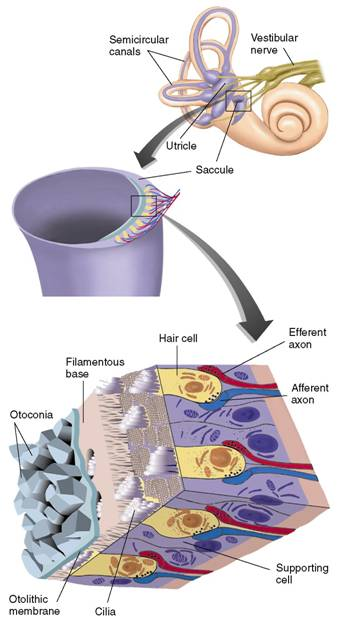 Semicircular
canals
Vestibular
nerve
Utricle
Saccule
Hair cell
Efferent
axon
Filamentous
base
Afferent
axon
Otoconia
Supporting
cell
Otolithic
membrane
Cilia